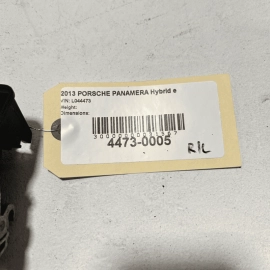 2013 PORSCHE PANAMERA Hybrid e
VIN: L044473
Weight:
Dimensions:
4473-0005
R/L